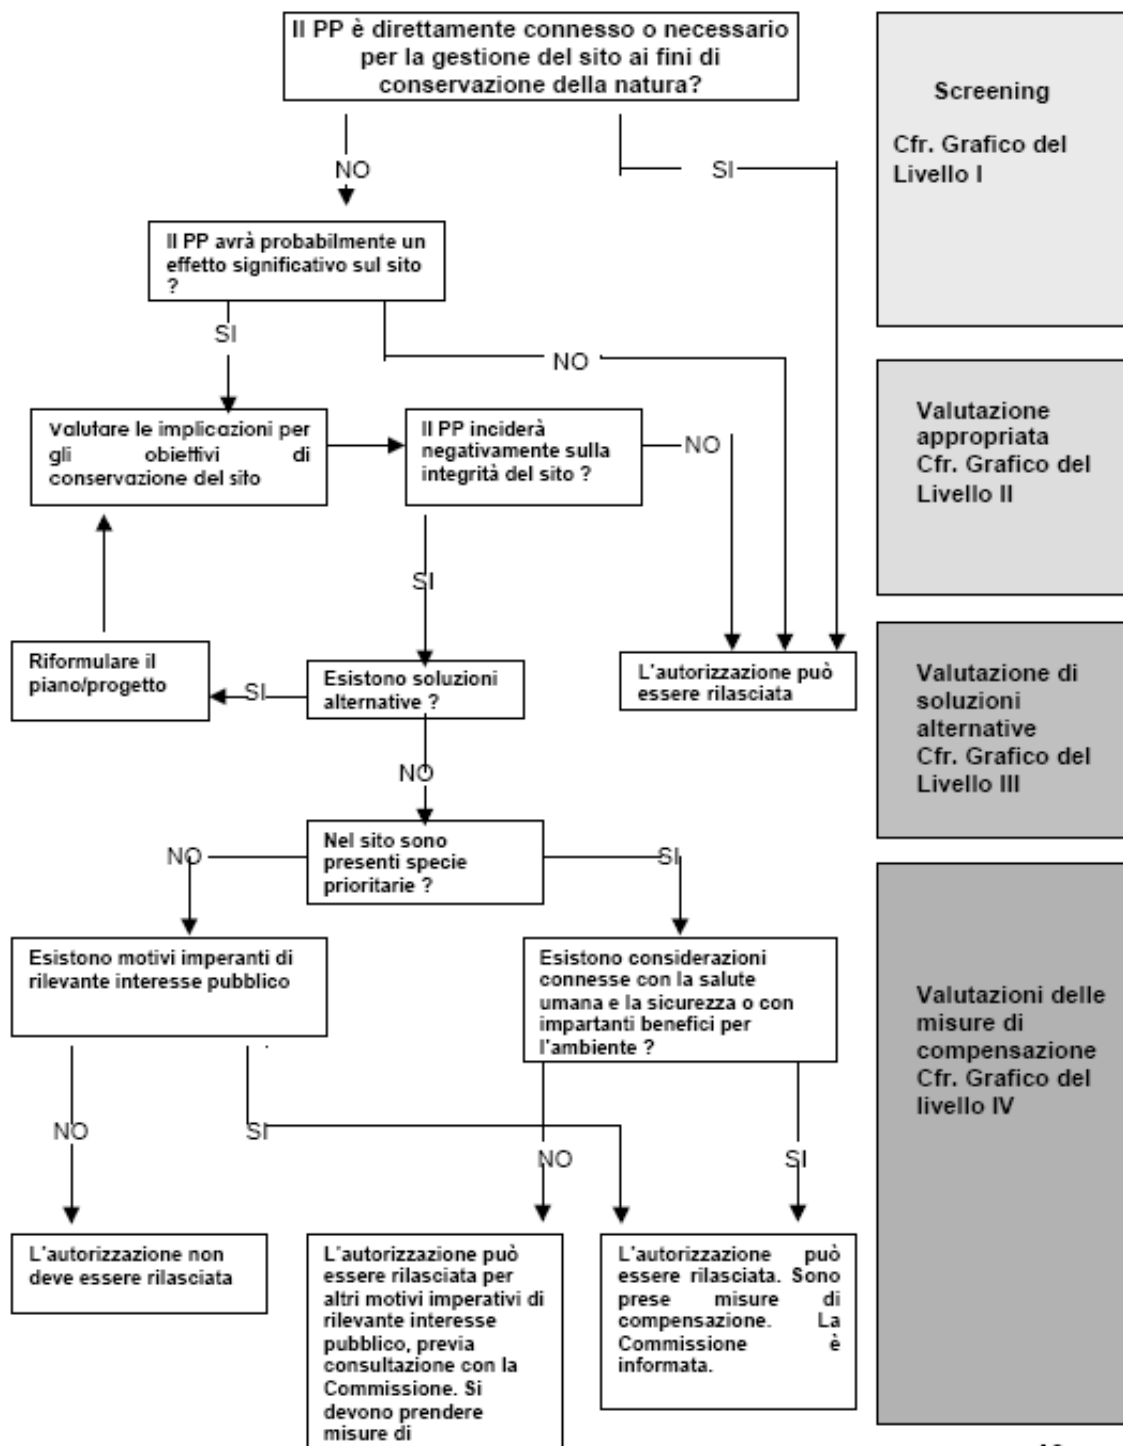 Il PP è direttamente connesso o necessario
per la gestione del sito ai fini di
conservazione della natura?
Screening
Cfr. Grafico del
Livello I
NO
SI
Il PP avrà probabilmente un
effetto significativo sul sito
?
SI
NO
Valutare le implicazioni per
gli obiettivi di
conservazione del sito
Il PP inciderà
negativamente sulla
integrità del sito ?
NO
Valutazione
appropriata
Cfr. Grafico del
Livello II
SI
Riformulare il
piano/progetto
SI
Esistono soluzioni
alternative ?
L'autorizzazione può
essere rilasciata
Valutazione di
soluzioni
alternative
Cfr. Grafico del
Livello III
NO
Nel sito sono
presenti specie
prioritarie ?
NO
SI
Esistono motivi imperanti di
rilevante interesse pubblico
Esistono considerazioni
connesse con la salute
umana e la sicurezza o con
impartanti benefici per
l'ambiente ?
Valutazioni delle
misure di
compensazione
Cfr. Grafico del
livello IV
NO
SI
NO
SI
L'autorizzazione non
deve essere rilasciata
L'autorizzazione può
essere rilasciata per
altri motivi imperativi di
rilevante interesse
pubblico, previa
consultazione con la
Commissione. Si
devono prendere
misure di
L'autorizzazione può
essere rilasciata. Sono
prese misure di
compensazione. La
Commissione è
informata.